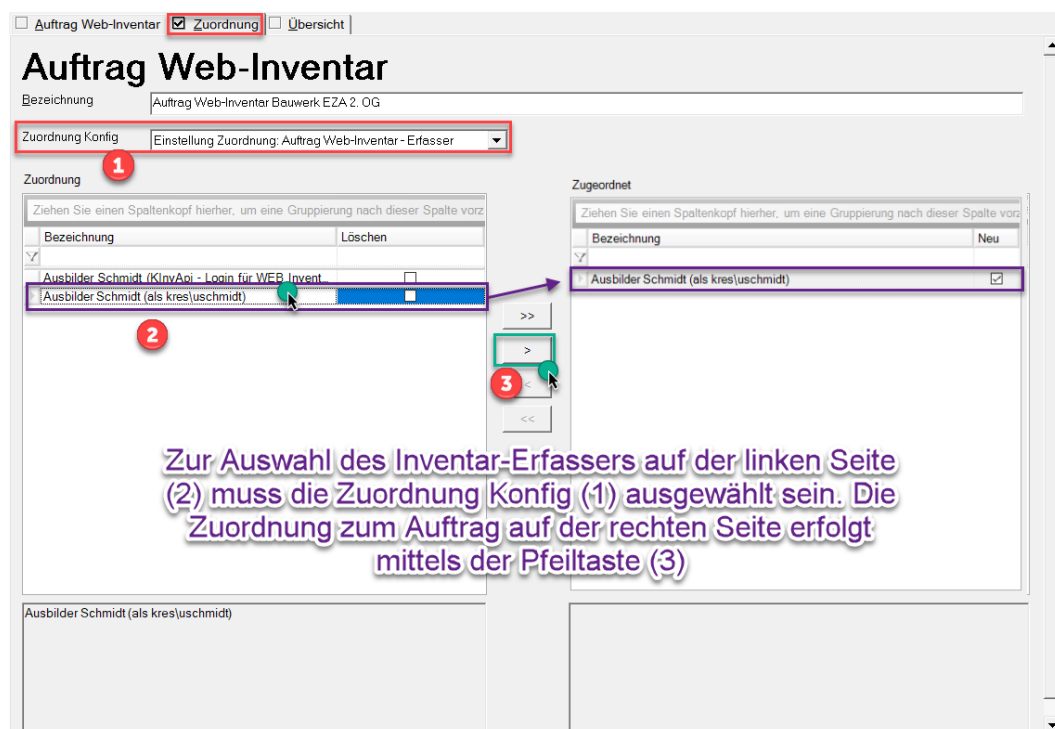 Auftrag Web-Inventar Zuordnung Übersicht
Auftrag Web-Inventar
Bezeichnung Auftrag Web-Inventar Bauwerk EZA 2. OG
Zuordnung Konfig Einstellung Zuordnung: Auftrag Web-Inventar - Erfasser
1
Zuordnung
Ziehen Sie einen Spaltenkopf hierher, um eine Gruppierung nach dieser Spalte vorz
Bezeichnung Löschen
Ausbilder Schmidt (KInvApi - Login für WEB Invent...
Ausbilder Schmidt (als kres\uschmidt)
2
>>
>
3 <
<<
Zugeordnet
Ziehen Sie einen Spaltenkopf hierher, um eine Gruppierung nach dieser Spalte vorz
Bezeichnung Neu
Ausbilder Schmidt (als kres\uschmidt)
Zur Auswahl des Inventar-Erfassers auf der linken Seite
(2) muss die Zuordnung Konfig (1) ausgewählt sein. Die
Zuordnung zum Auftrag auf der rechten Seite erfolgt
mittels der Pfeiltaste (3)
Ausbilder Schmidt (als kres\uschmidt)